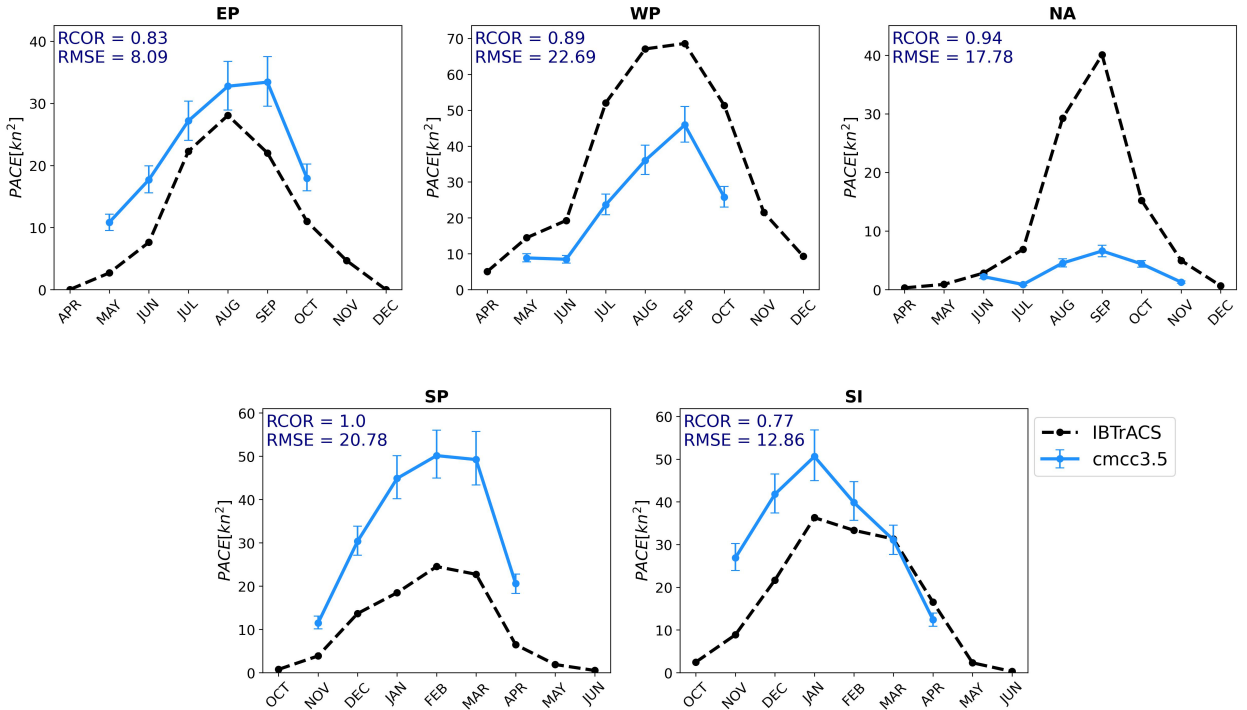 EP
RCOR = 0.83
RMSE = 8.09
PACE[kn²]
40
30
20
10
0
APR MAY JUN JUL AUG SEP OCT NOV DEC
WP
RCOR = 0.89
RMSE = 22.69
PACE[kn²]
70
60
50
40
30
20
10
0
APR MAY JUN JUL AUG SEP OCT NOV DEC
NA
RCOR = 0.94
RMSE = 17.78
PACE[kn²]
40
30
20
10
0
APR MAY JUN JUL AUG SEP OCT NOV DEC
SP
RCOR = 1.0
RMSE = 20.78
PACE[kn²]
60
50
40
30
20
10
0
OCT NOV DEC JAN FEB MAR APR MAY JUN
SI
RCOR = 0.77
RMSE = 12.86
PACE[kn²]
60
50
40
30
20
10
0
OCT NOV DEC JAN FEB MAR APR MAY JUN
IBTrACS
cmcc3.5